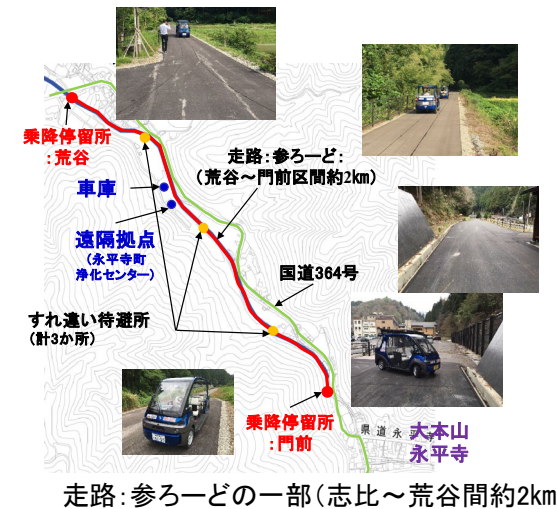 乗降停留所
：荒谷
走路：参ろーど：
（荒谷～門前区間約2km）
車庫
遠隔拠点
（永平寺町
浄化センター）
国道364号
すれ違い待避所
（計3か所）
乗降停留所
：門前
県道永平寺
大本山
永平寺
走路：参ろーどの一部（志比～荒谷間約2km